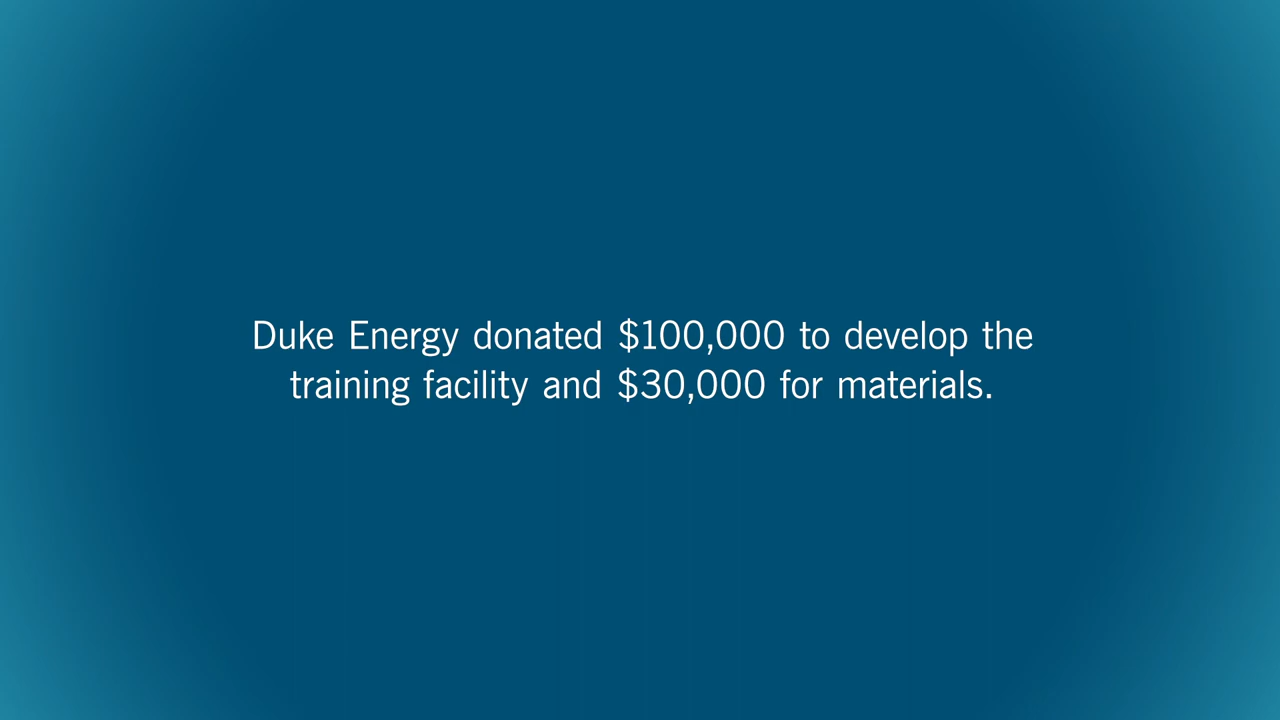 Duke Energy donated $100,000 to develop the
training facility and $30,000 for materials.